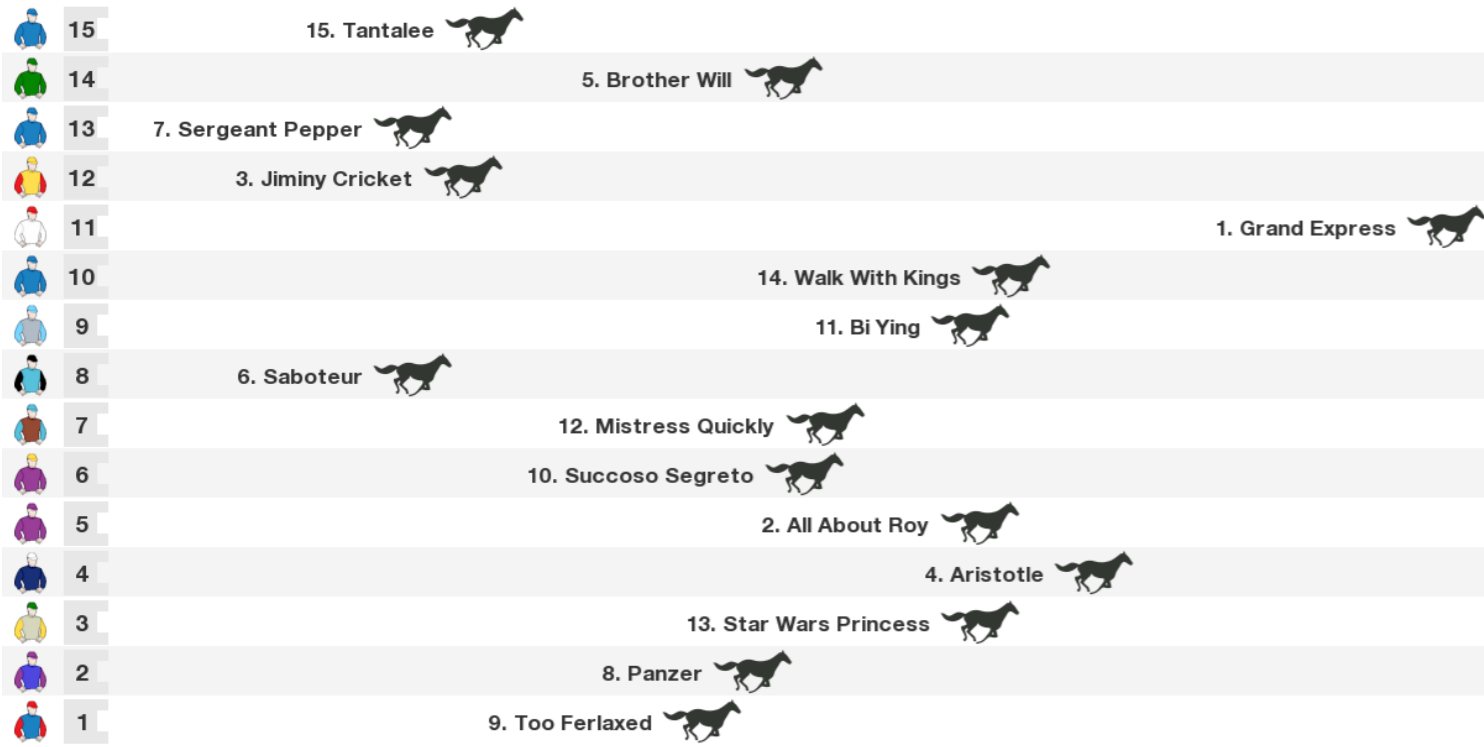 15 15. Tantalee
14 5. Brother Will
13 7. Sergeant Pepper
12 3. Jiminy Cricket
11 1. Grand Express
10 14. Walk With Kings
9 11. Bi Ying
8 6. Saboteur
7 12. Mistress Quickly
6 10. Succoso Segreto
5 2. All About Roy
4 4. Aristotle
3 13. Star Wars Princess
2 8. Panzer
1 9. Too Ferlaxed